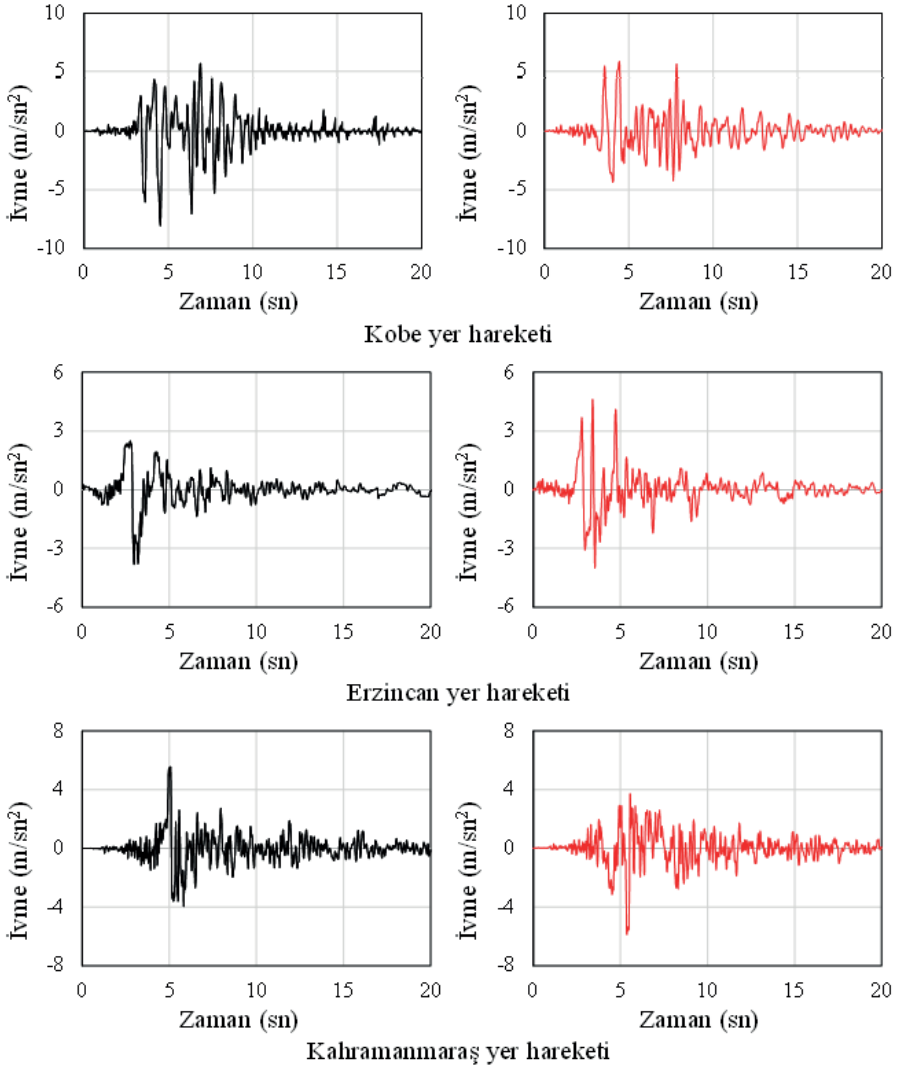 10
5
0
-5
-10
İvme (m/sn²)
0 5 10 15 20
Zaman (sn)
10
5
0
-5
-10
İvme (m/sn²)
0 5 10 15 20
Zaman (sn)
Kobe yer hareketi
6
3
0
-3
-6
İvme (m/sn²)
0 5 10 15 20
Zaman (sn)
6
3
0
-3
-6
İvme (m/sn²)
0 5 10 15 20
Zaman (sn)
Erzincan yer hareketi
8
4
0
-4
-8
İvme (m/sn²)
0 5 10 15 20
Zaman (sn)
8
4
0
-4
-8
İvme (m/sn²)
0 5 10 15 20
Zaman (sn)
Kahramanmaraş yer hareketi